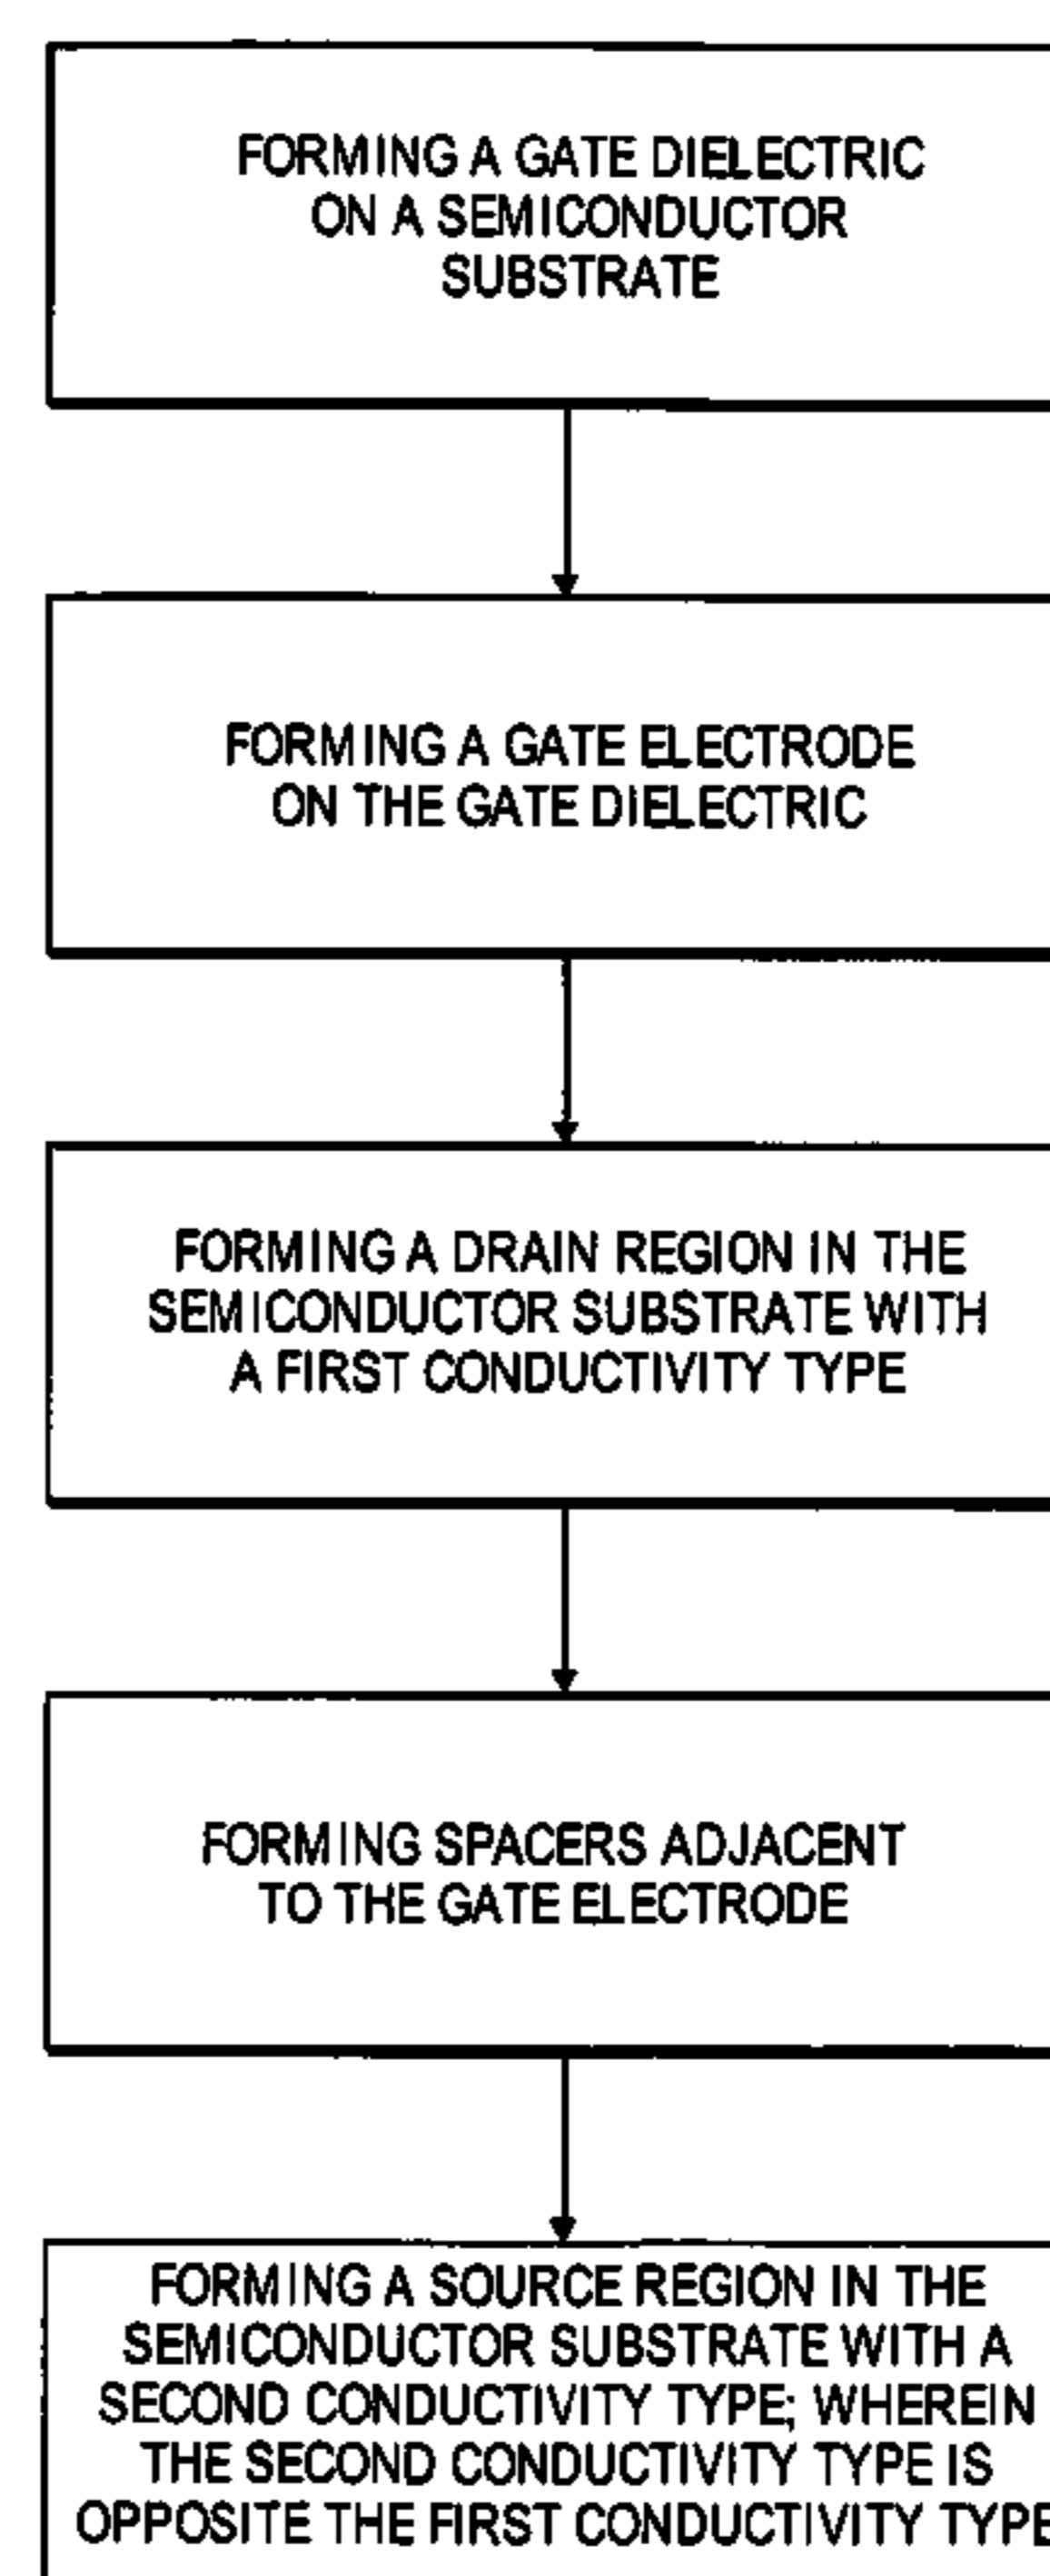 FORMING A GATE DIELECTRIC
ON A SEMICONDUCTOR
SUBSTRATE
FORMING A GATE ELECTRODE
ON THE GATE DIELECTRIC
FORMING A DRAIN REGION IN THE
SEMICONDUCTOR SUBSTRATE WITH
A FIRST CONDUCTIVITY TYPE
FORMING SPACERS ADJACENT
TO THE GATE ELECTRODE
FORMING A SOURCE REGION IN THE
SEMICONDUCTOR SUBSTRATE WITH A
SECOND CONDUCTIVITY TYPE; WHEREIN
THE SECOND CONDUCTIVITY TYPE IS
OPPOSITE THE FIRST CONDUCTIVITY TYPE